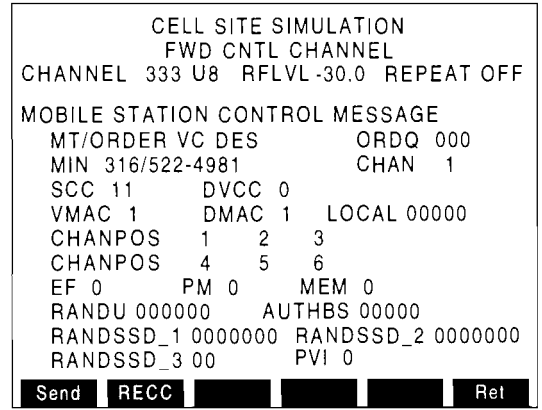 CELL SITE SIMULATION
FWD CNTL CHANNEL
CHANNEL 333 U8 RFLVL -30.0 REPEAT OFF
MOBILE STATION CONTROL MESSAGE
MT/ORDER VC DES ORDQ 000
MIN 316/522-4981 CHAN 1
SCC 11 DVCC 0
VMAC 1 DMAC 1 LOCAL 00000
CHANPOS 1 2 3
CHANPOS 4 5 6
EF 0 PM 0 MEM 0
RANDU 000000 AUTHBS 00000
RANDSSD_1 0000000 RANDSSD_2 0000000
RANDSSD_3 00 PVI 0
Send RECC Ret